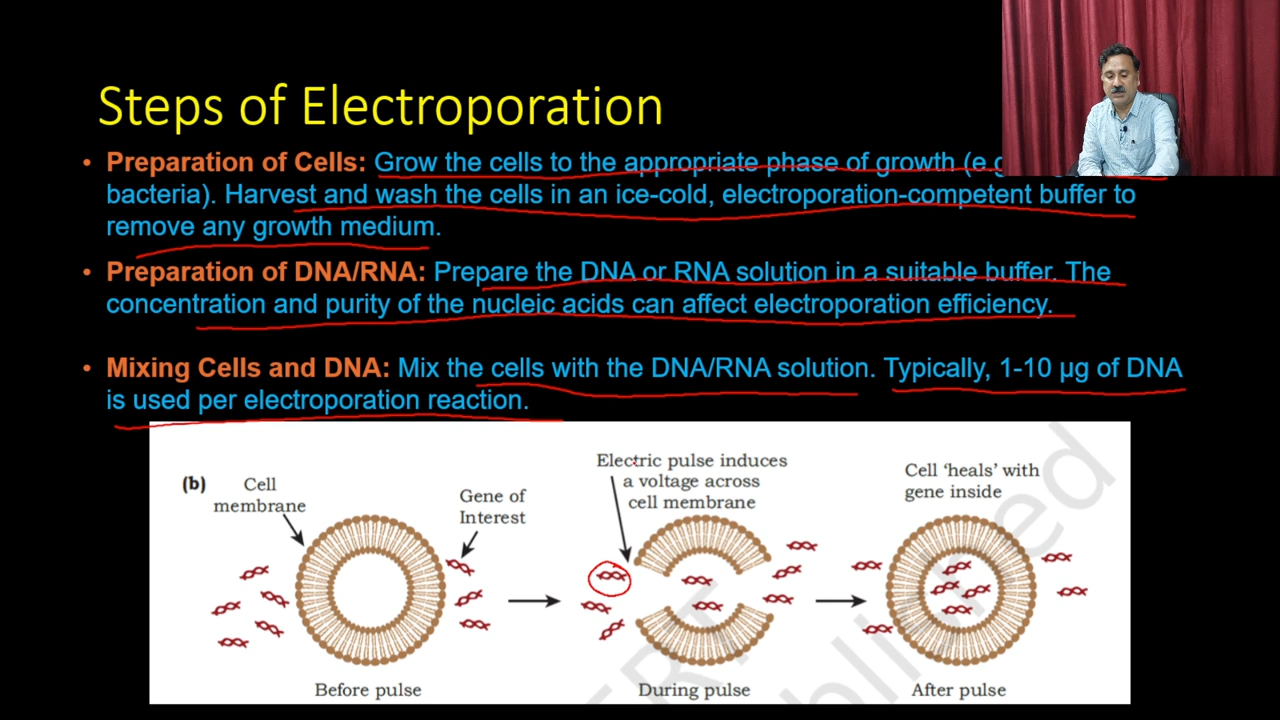 Steps of Electroporation
• Preparation of Cells: Grow the cells to the appropriate phase of growth (e.g
bacteria). Harvest and wash the cells in an ice-cold, electroporation-competent buffer to
remove any growth medium.
• Preparation of DNA/RNA: Prepare the DNA or RNA solution in a suitable buffer. The
concentration and purity of the nucleic acids can affect electroporation efficiency.
• Mixing Cells and DNA: Mix the cells with the DNA/RNA solution. Typically, 1-10 µg of DNA
is used per electroporation reaction.
(b)
Cell
membrane
Gene of
Interest
Electric pulse induces
a voltage across
cell membrane
Cell ‘heals’ with
gene inside
Before pulse
During pulse
After pulse